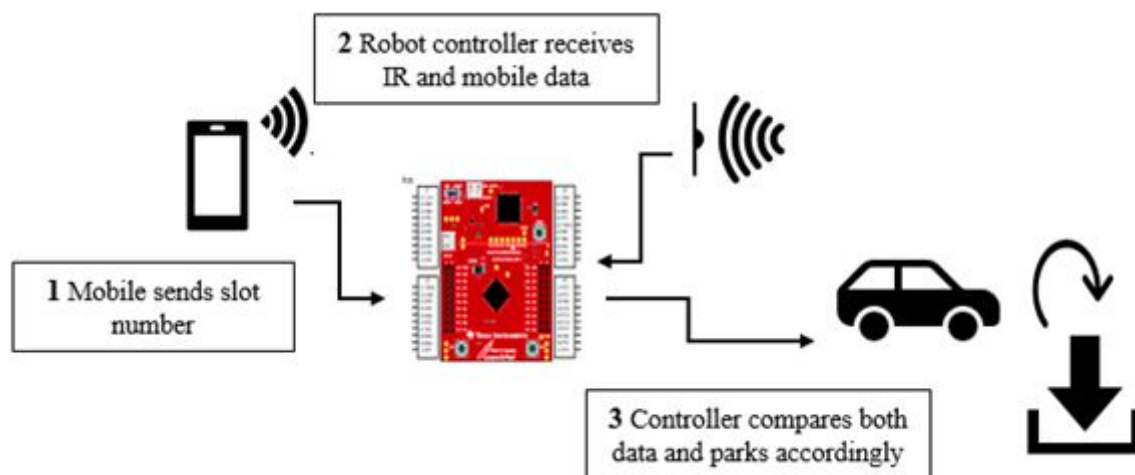 2 Robot controller receives
IR and mobile data
1 Mobile sends slot
number
3 Controller compares both
data and parks accordingly